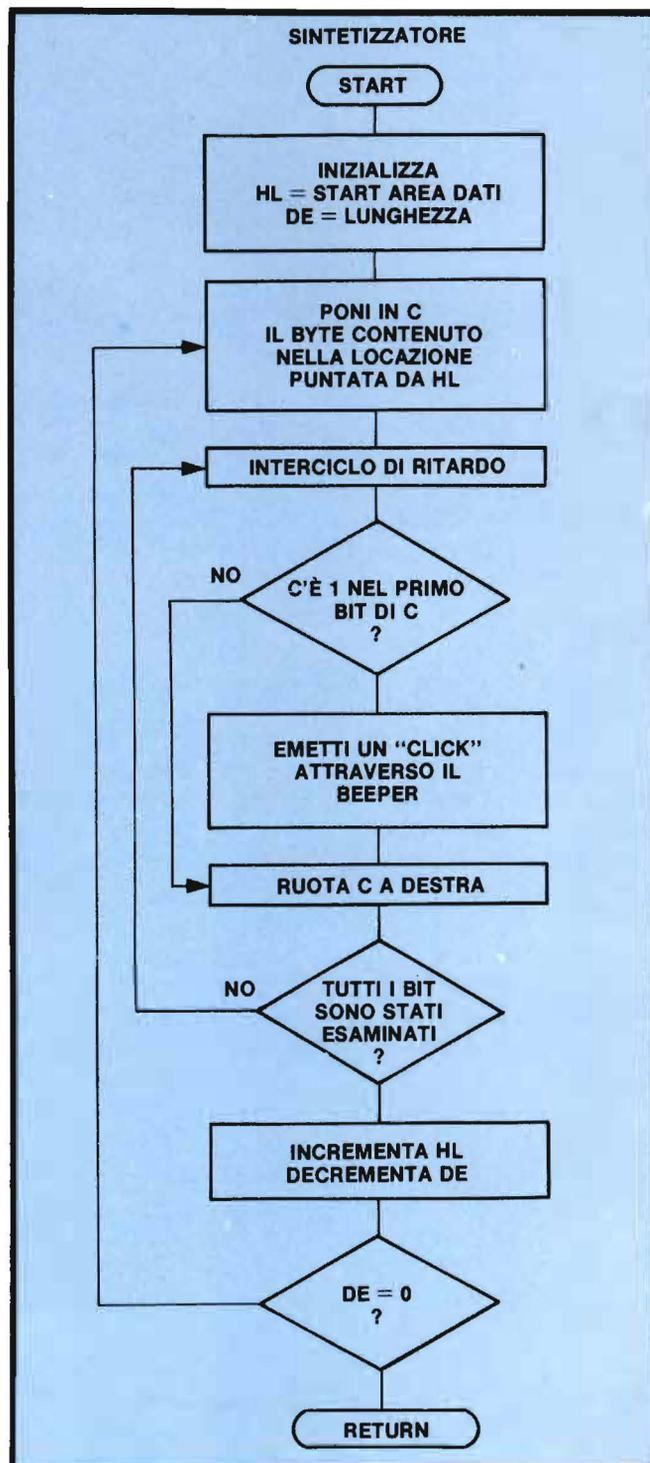 SINTETIZZATORE
START
INIZIALIZZA
HL = START AREA DATI
DE = LUNGHEZZA
PONI IN C
IL BYTE CONTENUTO
NELLA LOCAZIONE
PUNTATA DA HL
INTERCICLO DI RITARDO
NO
C'È 1 NEL PRIMO
BIT DI C
?
EMETTI UN “CLICK”
ATTRAVERSO IL
BEEPER
RUOTA C A DESTRA
NO
TUTTI I BIT
SONO STATI
ESAMINATI
?
INCREMENTA HL
DECREMENTA DE
DE = 0
?
RETURN